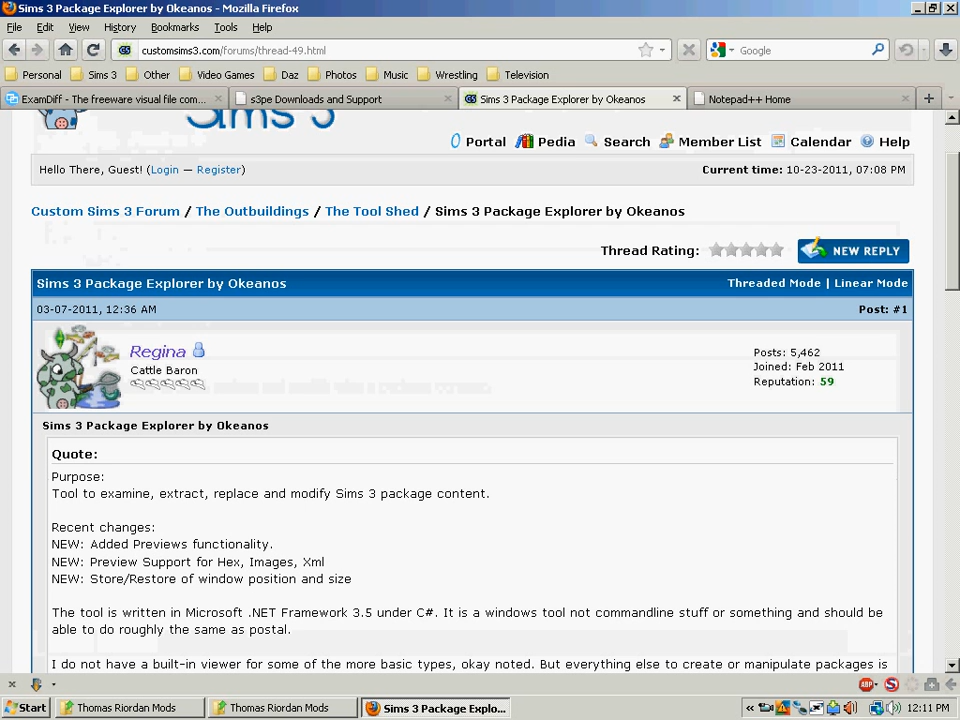 Sims 3 Package Explorer by Okeanos - Mozilla Firefox
File Edit View History Bookmarks Tools Help
customsims3.com/forums/thread-49.html
Google
Personal Sims 3 Other Video Games Daz Photos Music Wrestling Television
ExamDiff - The freeware visual file com...
s3pe Downloads and Support
Sims 3 Package Explorer by Okeanos
Notepad++ Home
Sims 3
Portal Pedia Search Member List Calendar Help
Hello There, Guest! (Login — Register)
Current time: 10-23-2011, 07:08 PM
Custom Sims 3 Forum / The Outbuildings / The Tool Shed / Sims 3 Package Explorer by Okeanos
Thread Rating:
NEW REPLY
Sims 3 Package Explorer by Okeanos
Threaded Mode | Linear Mode
03-07-2011, 12:36 AM
Post: #1
Regina
Cattle Baron
Posts: 5,462
Joined: Feb 2011
Reputation: 59
Sims 3 Package Explorer by Okeanos
Quote:
Purpose:
Tool to examine, extract, replace and modify Sims 3 package content.
Recent changes:
NEW: Added Previews functionality.
NEW: Preview Support for Hex, Images, Xml
NEW: Store/Restore of window position and size
The tool is written in Microsoft .NET Framework 3.5 under C#. It is a windows tool not commandline stuff or something and should be
able to do roughly the same as postal.
I do not have a built-in viewer for some of the more basic types, okay noted. But everything else to create or manipulate packages is
ABP
Start
Thomas Riordan Mods
Thomas Riordan Mods
Sims 3 Package Explo...
12:11 PM